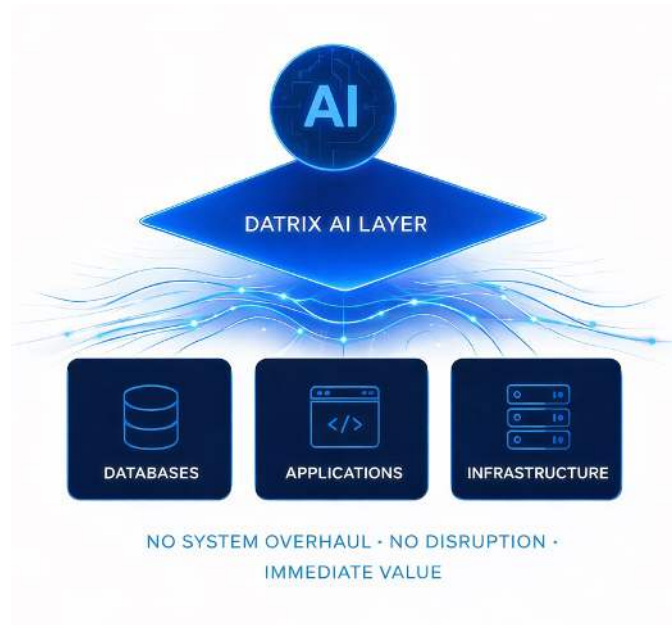 AI
DATRIX AI LAYER
</>
DATABASES
APPLICATIONS
INFRASTRUCTURE
NO SYSTEM OVERHAUL · NO DISRUPTION ·
IMMEDIATE VALUE